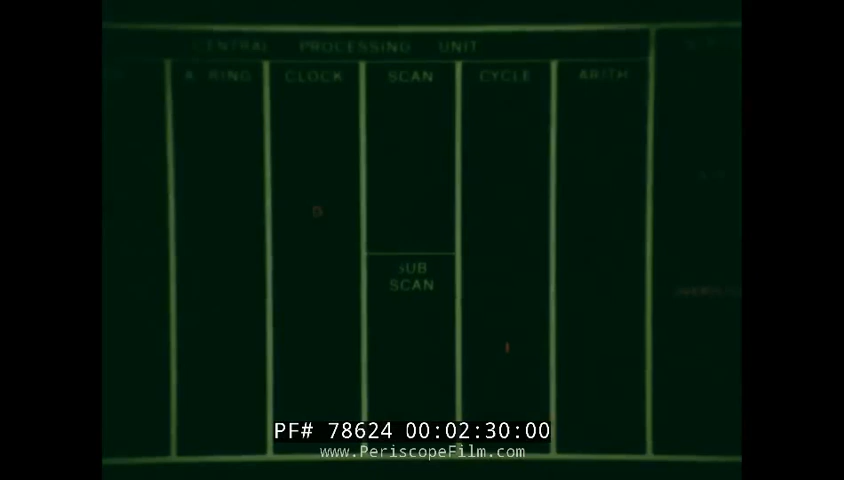 CENTRAL PROCESSING UNIT
A RING CLOCK SCAN CYCLE ARITH
G
SUB
SCAN
I
PF# 78624 00:02:30:00
www.PeriscopeFilm.com